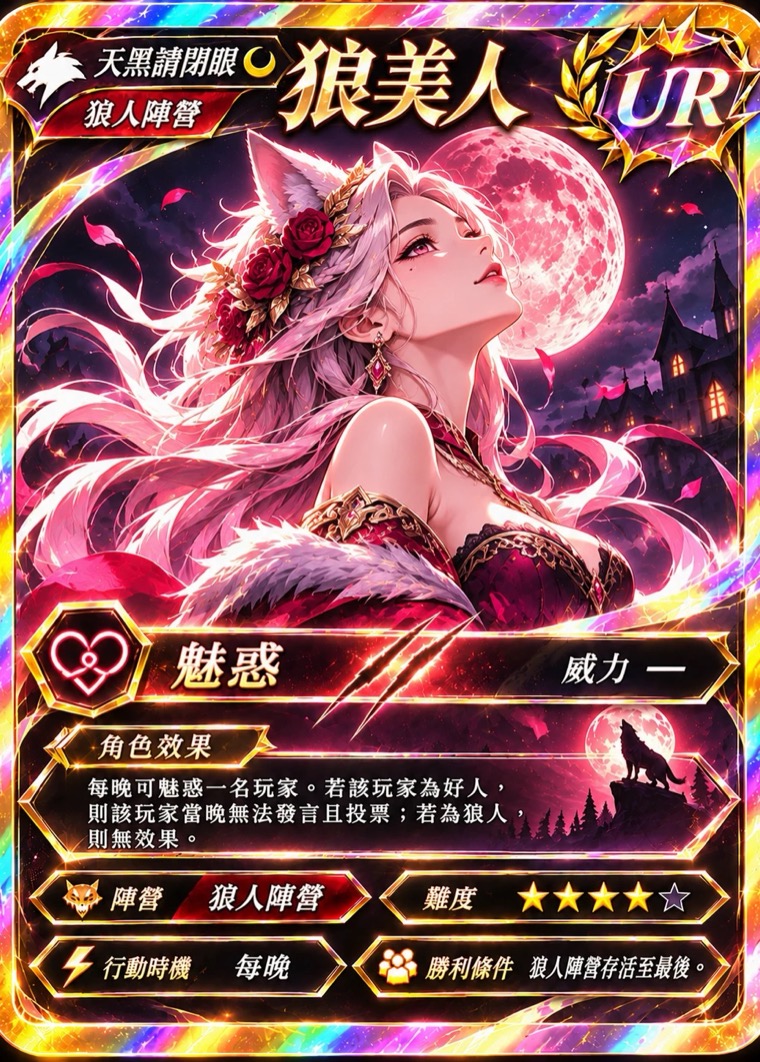 天黑請閉眼
狼美人
UR
狼人陣營
魅惑
威力 —
角色效果
每晚可魅惑一名玩家。若該玩家為好人，
則該玩家當晚無法發言且投票；若為狼人，
則無效果。
陣營 狼人陣營
難度 ★★★★☆
行動時機 每晚
勝利條件 狼人陣營存活至最後。